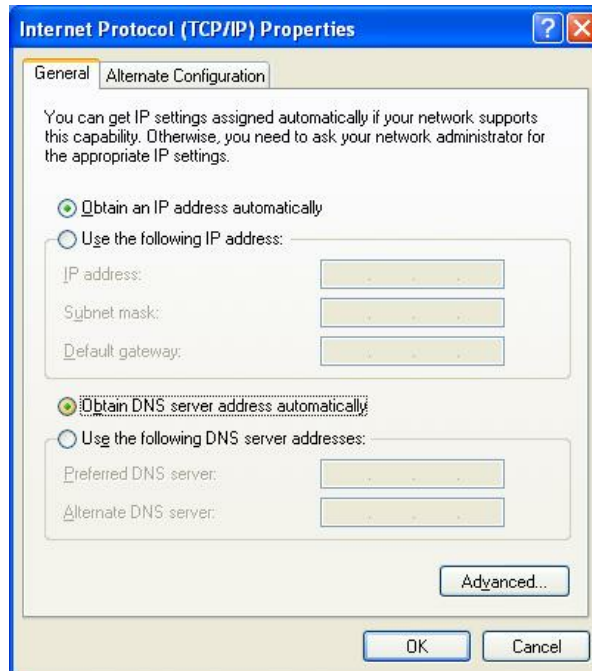 Internet Protocol (TCP/IP) Properties
General
Alternate Configuration
You can get IP settings assigned automatically if your network supports
this capability. Otherwise, you need to ask your network administrator for
the appropriate IP settings.
Obtain an IP address automatically
Use the following IP address:
IP address:
Subnet mask:
Default gateway:
Obtain DNS server address automatically
Use the following DNS server addresses:
Preferred DNS server:
Alternate DNS server:
Advanced...
OK
Cancel